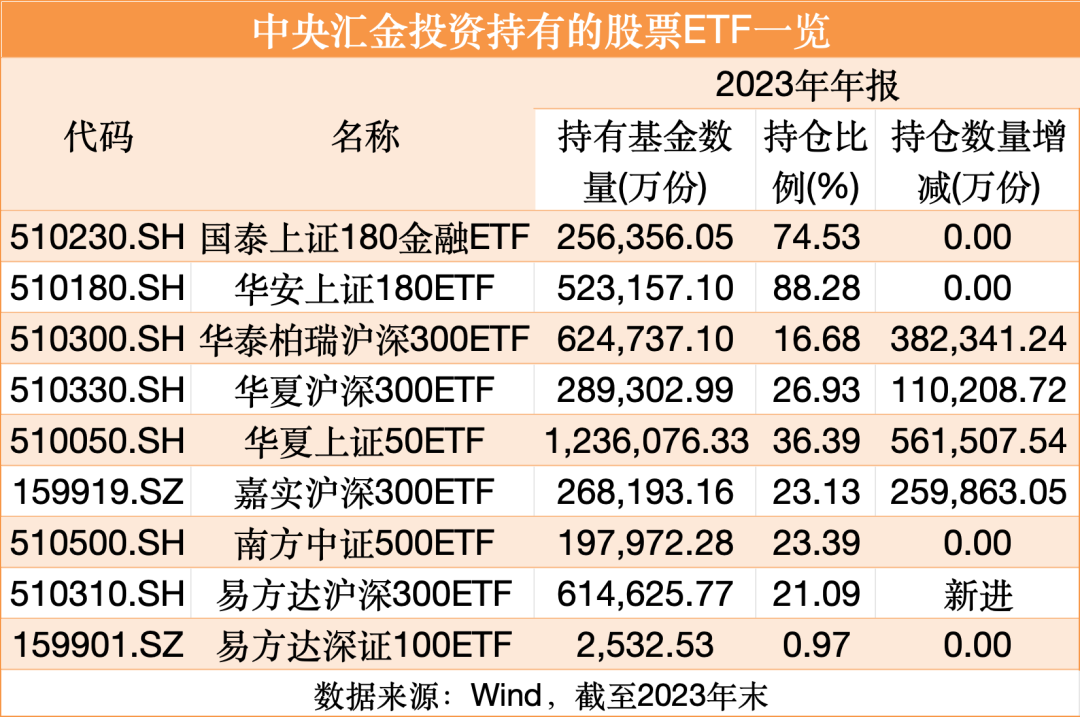 中央汇金投资持有的股票ETF一览
2023年年报
代码 名称 持有基金数 持仓比 持仓数量增
量(万份) 例(%) 减(万份)
510230.SH 国泰上证180金融ETF 256,356.05 74.53 0.00
510180.SH 华安上证180ETF 523,157.10 88.28 0.00
510300.SH 华泰柏瑞沪深300ETF 624,737.10 16.68 382,341.24
510330.SH 华夏沪深300ETF 289,302.99 26.93 110,208.72
510050.SH 华夏上证50ETF 1,236,076.33 36.39 561,507.54
159919.SZ 嘉实沪深300ETF 268,193.16 23.13 259,863.05
510500.SH 南方中证500ETF 197,972.28 23.39 0.00
510310.SH 易方达沪深300ETF 614,625.77 21.09 新进
159901.SZ 易方达深证100ETF 2,532.53 0.97 0.00
数据来源：Wind，截至2023年末